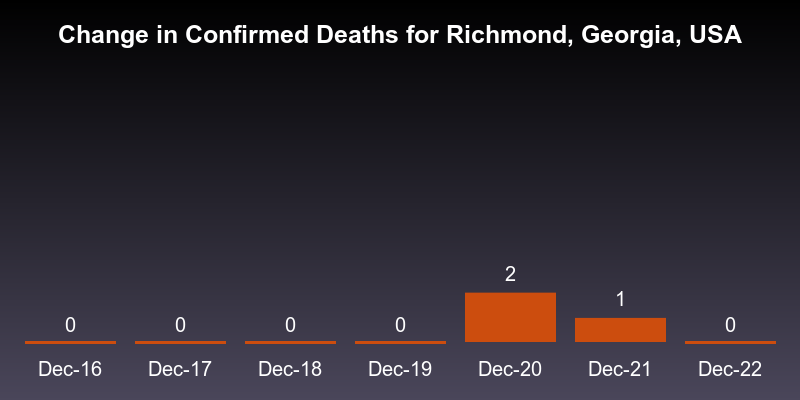 Change in Confirmed Deaths for Richmond, Georgia, USA
0 0 0 0 2 1 0
Dec-16 Dec-17 Dec-18 Dec-19 Dec-20 Dec-21 Dec-22